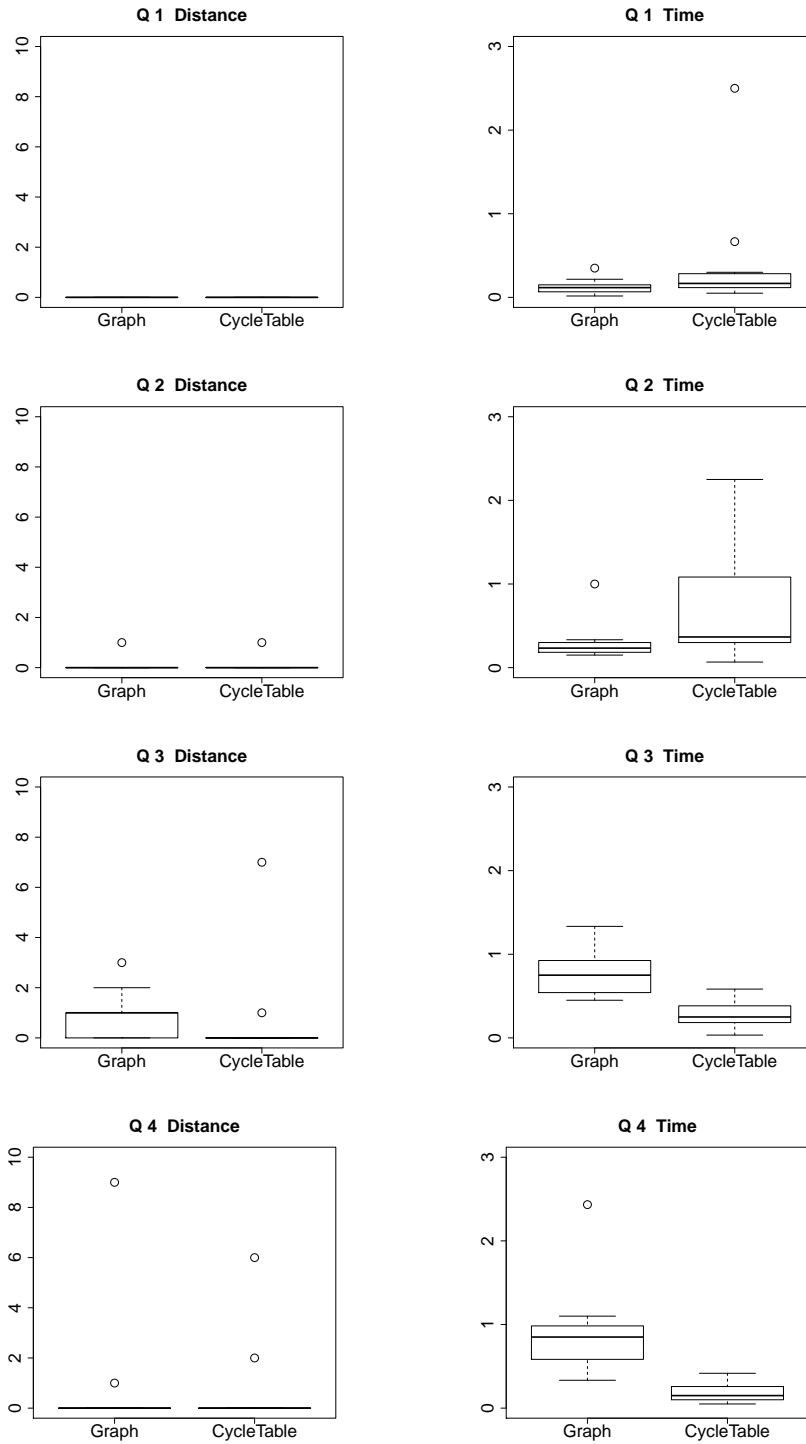 Q 1 Distance
10
8
6
4
2
0
Graph CycleTable
Q 1 Time
3
2
1
0
Graph CycleTable
Q 2 Distance
10
8
6
4
2
0
Graph CycleTable
Q 2 Time
3
2
1
0
Graph CycleTable
Q 3 Distance
10
8
6
4
2
0
Graph CycleTable
Q 3 Time
3
2
1
0
Graph CycleTable
Q 4 Distance
10
8
6
4
2
0
Graph CycleTable
Q 4 Time
3
2
1
0
Graph CycleTable